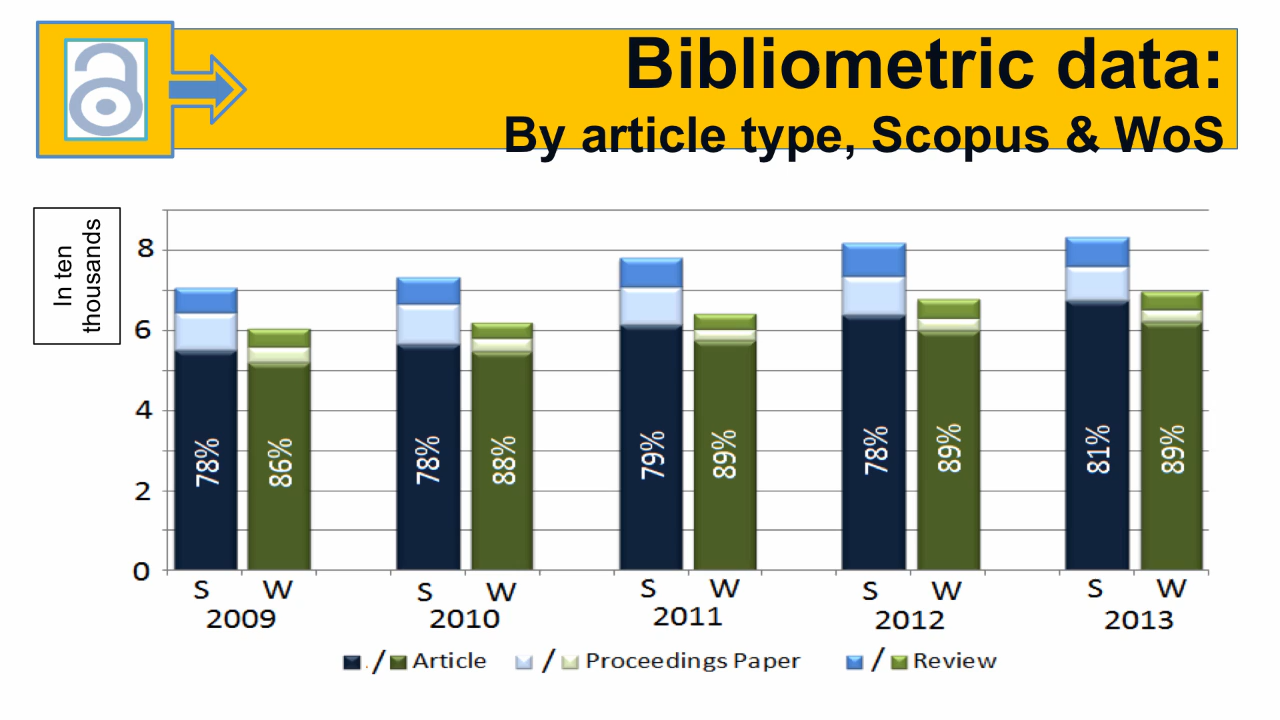 Bibliometric data:
By article type, Scopus & WoS
In ten
thousands
8
6
4
2
0
78%
86%
78%
88%
79%
89%
78%
89%
81%
89%
S W S W S W S W S W
2009 2010 2011 2012 2013
/ Article / Proceedings Paper / Review